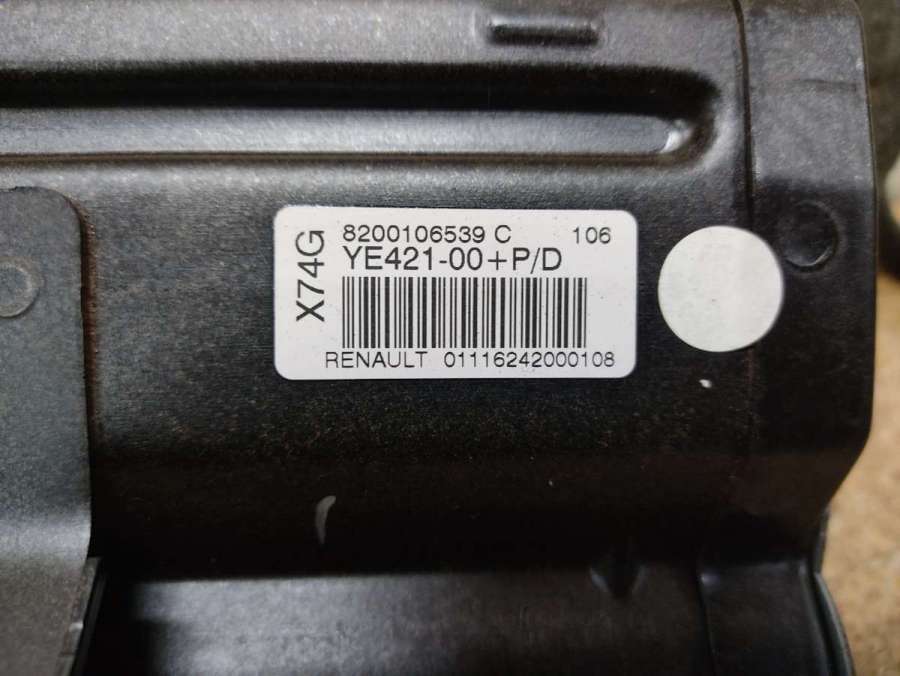 X74G
8200106539 C 106
YE421-00+P/D
RENAULT 01116242000108